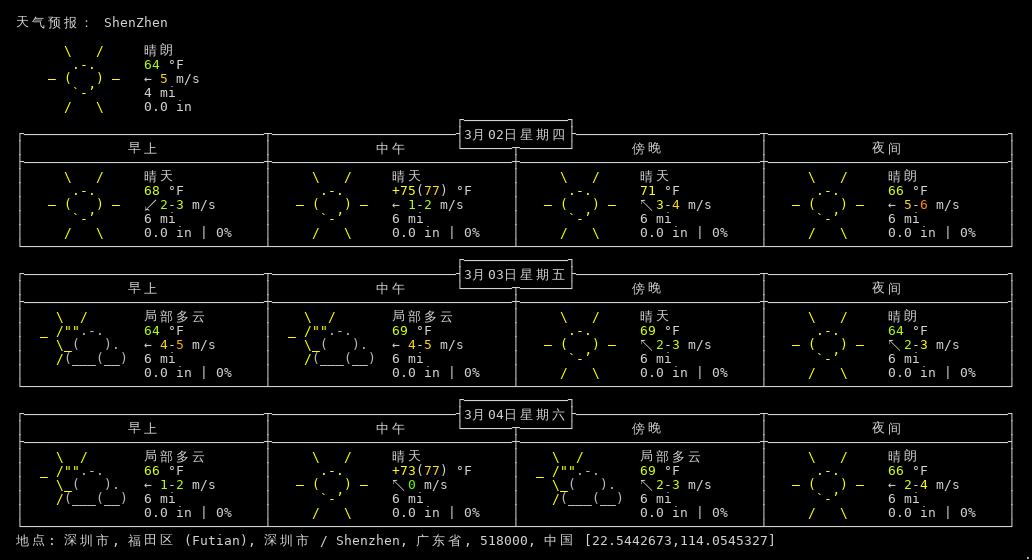 天气预报： ShenZhen
晴朗
64 °F
← 5 m/s
4 mi
0.0 in
3月02日星期四
早上 中午 傍晚 夜间
晴天 晴天 晴天 晴朗
68 °F +75(77) °F 71 °F 66 °F
↙ 2-3 m/s ← 1-2 m/s ↖ 3-4 m/s ← 5-6 m/s
6 mi 6 mi 6 mi 6 mi
0.0 in | 0% 0.0 in | 0% 0.0 in | 0% 0.0 in | 0%
3月03日星期五
早上 中午 傍晚 夜间
局部多云 局部多云 晴天 晴朗
64 °F 69 °F 69 °F 64 °F
← 4-5 m/s ← 4-5 m/s ↖ 2-3 m/s ↖ 2-3 m/s
6 mi 6 mi 6 mi 6 mi
0.0 in | 0% 0.0 in | 0% 0.0 in | 0% 0.0 in | 0%
3月04日星期六
早上 中午 傍晚 夜间
局部多云 晴天 局部多云 晴朗
66 °F +73(77) °F 69 °F 66 °F
← 1-2 m/s ↖ 0 m/s ↖ 2-3 m/s ← 2-4 m/s
6 mi 6 mi 6 mi 6 mi
0.0 in | 0% 0.0 in | 0% 0.0 in | 0% 0.0 in | 0%
地点: 深圳市, 福田区 (Futian), 深圳市 / Shenzhen, 广东省, 518000, 中国 [22.5442673,114.0545327]